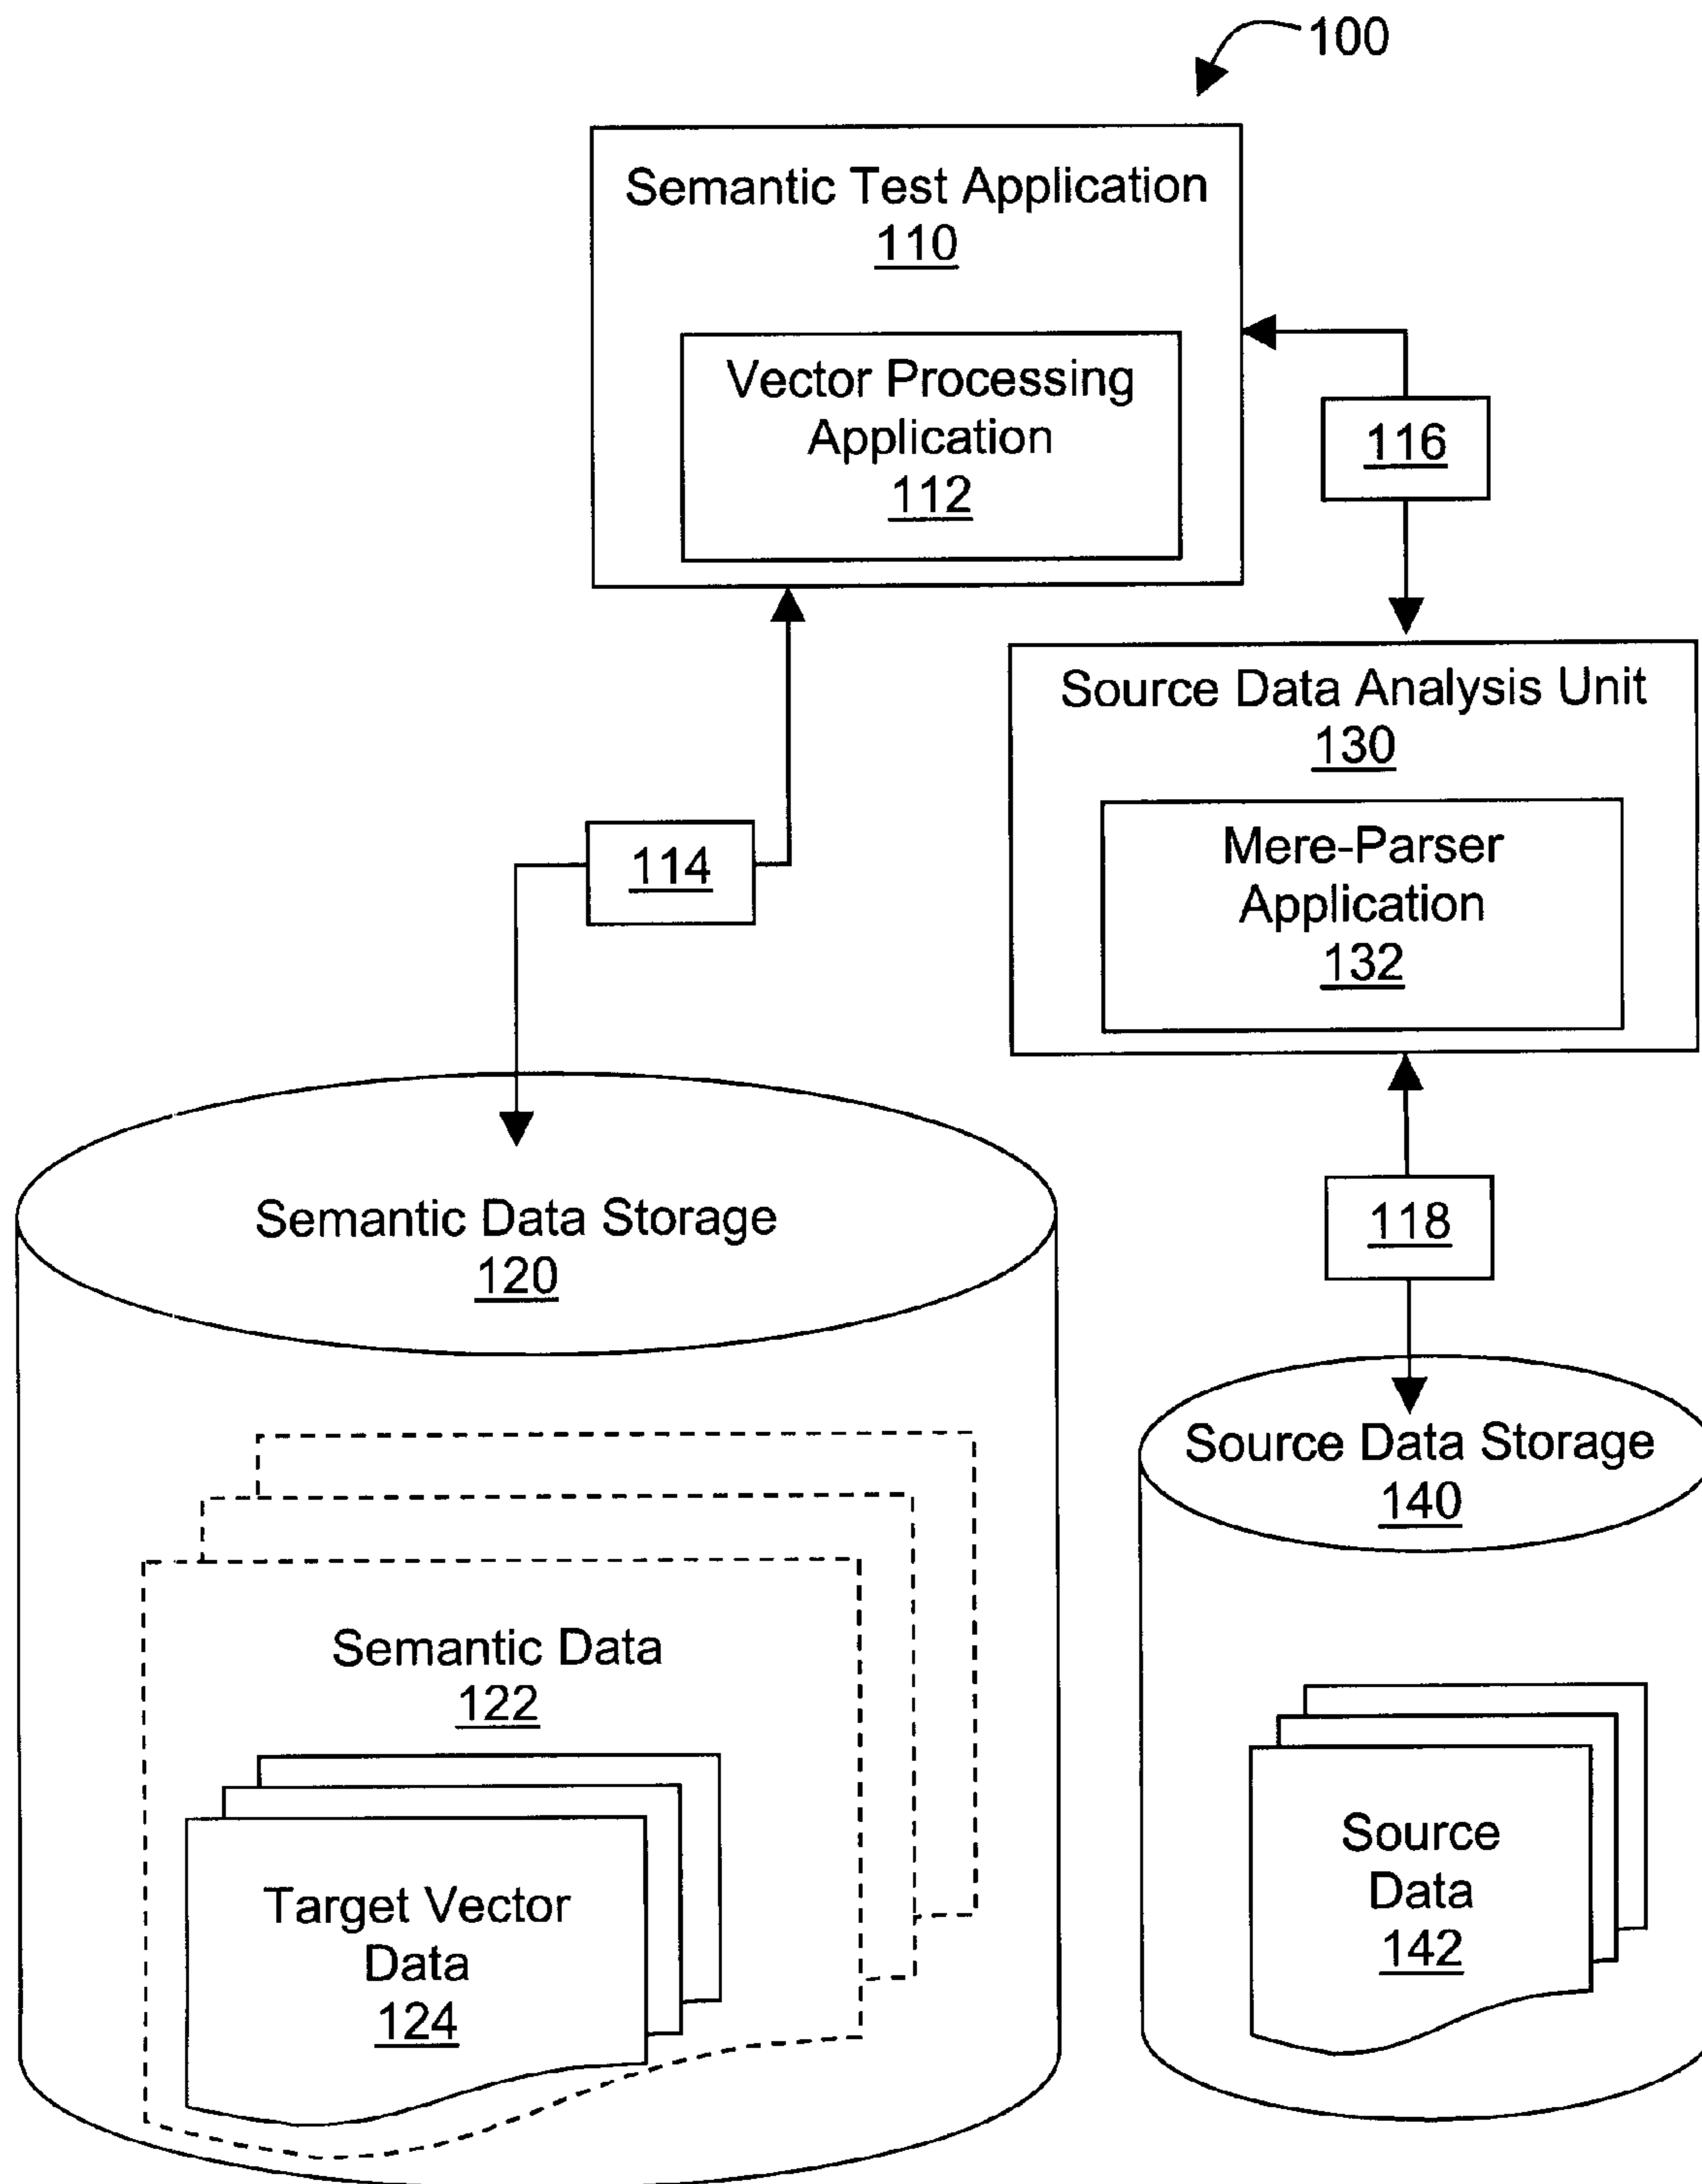 100
Semantic Test Application
110
Vector Processing
Application
112
116
Source Data Analysis Unit
130
Mere-Parser
Application
132
114
118
Semantic Data Storage
120
Source Data Storage
140
Semantic Data
122
Target Vector
Data
124
Source
Data
142